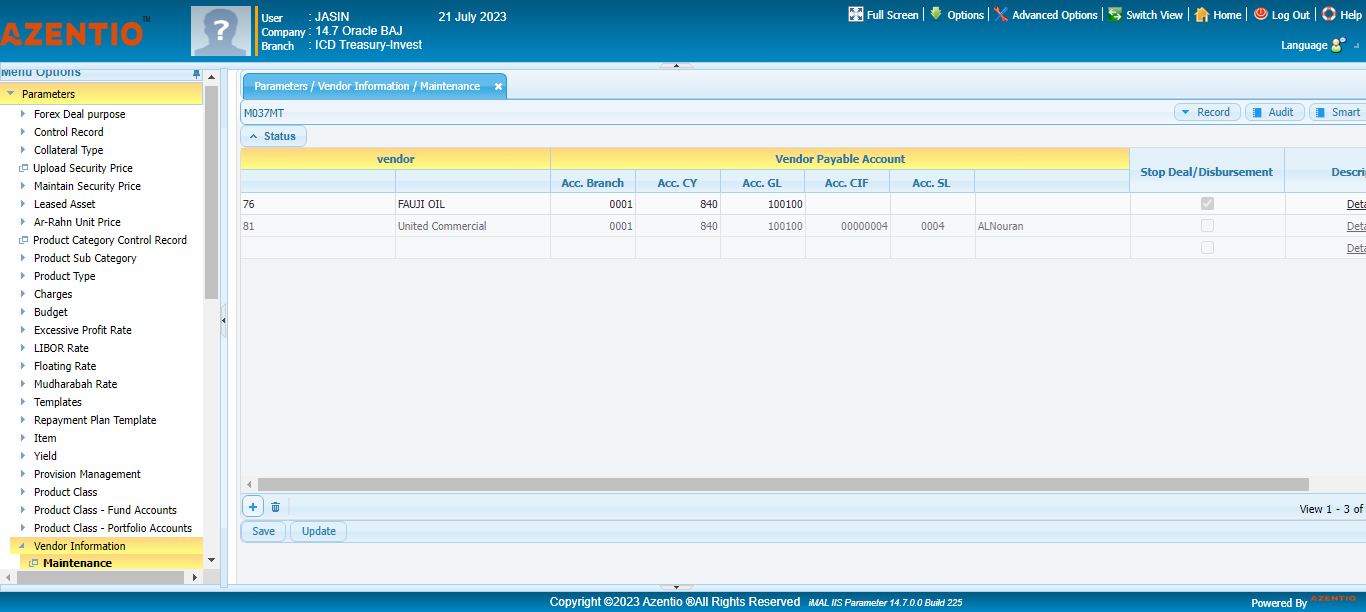 AZENTIO™
?
User : JASIN 21 July 2023
Company : 14.7 Oracle BAJ
Branch : ICD Treasury-Invest
Full Screen Options Advanced Options Switch View Home Log Out Help
Language
Menu Options
Parameters
Forex Deal purpose
Control Record
Collateral Type
Upload Security Price
Maintain Security Price
Leased Asset
Ar-Rahn Unit Price
Product Category Control Record
Product Sub Category
Product Type
Charges
Budget
Excessive Profit Rate
LIBOR Rate
Floating Rate
Mudharabah Rate
Templates
Repayment Plan Template
Item
Yield
Provision Management
Product Class
Product Class - Fund Accounts
Product Class - Portfolio Accounts
Vendor Information
Maintenance
Parameters / Vendor Information / Maintenance
M037MT Record Audit Smart
Status
vendor Vendor Payable Account Stop Deal/Disbursement Descrip
Acc. Branch Acc. CY Acc. GL Acc. CIF Acc. SL
76 FAUJI OIL 0001 840 100100 Deta
81 United Commercial 0001 840 100100 00000004 0004 ALNouran Deta
Deta
View 1 - 3 of
Save Update
Copyright ©2023 Azentio ®All Rights Reserved iMAL IIS Parameter 14.7.0.0 Build 225
Powered By AZENTIO